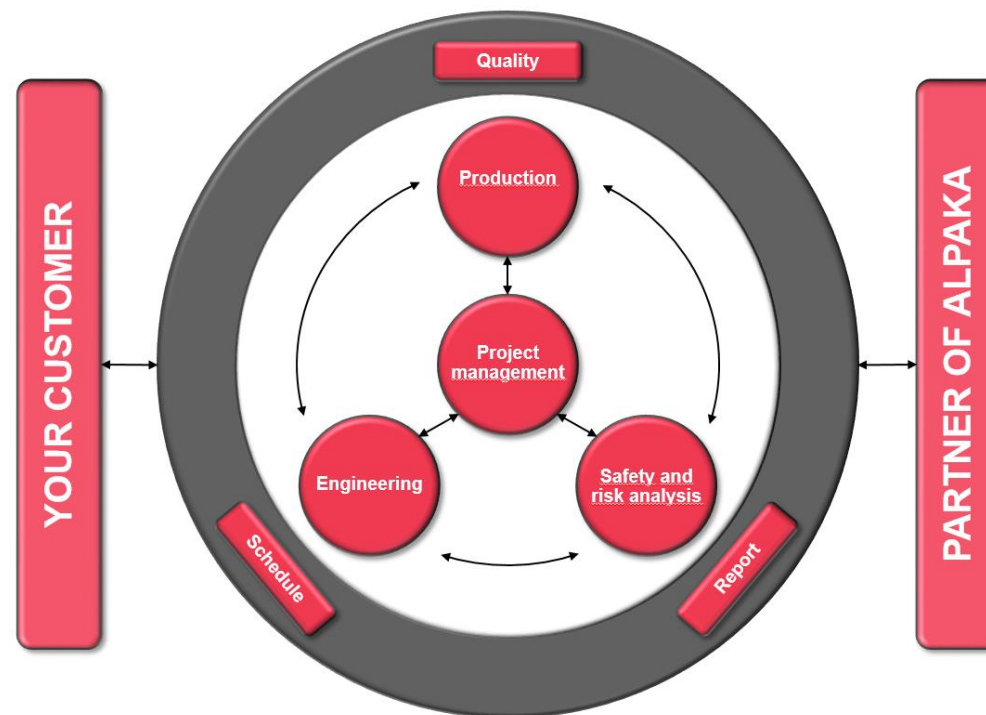 Quality
YOUR CUSTOMER
PARTNER OF ALPAKA
Production
Project
management
Engineering
Safety and
risk analysis
Schedule
Report